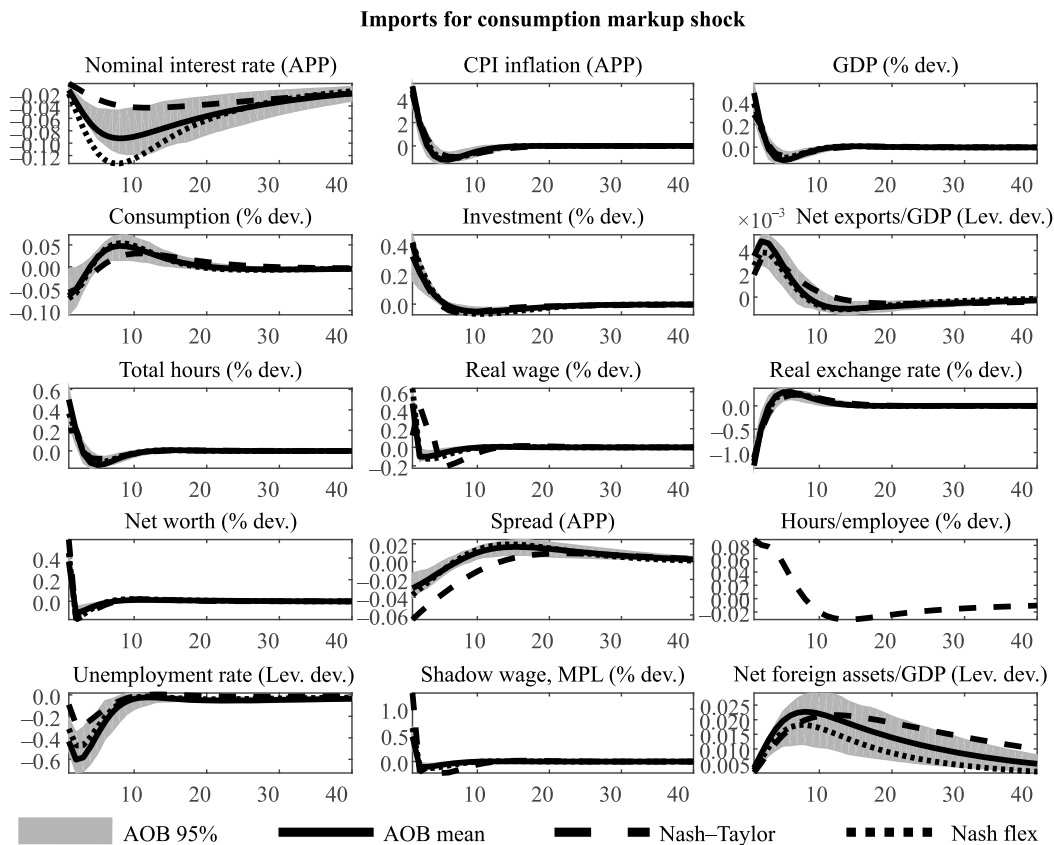 Imports for consumption markup shock
Nominal interest rate (APP)
−0.02
−0.04
−0.06
−0.08
−0.10
−0.12
10 20 30 40
CPI inflation (APP)
4
2
0
10 20 30 40
GDP (% dev.)
0.4
0.2
0.0
10 20 30 40
Consumption (% dev.)
0.05
0.00
−0.05
−0.10
10 20 30 40
Investment (% dev.)
0.4
0.2
0.0
10 20 30 40
×10⁻³ Net exports/GDP (Lev. dev.)
4
2
0
10 20 30 40
Total hours (% dev.)
0.6
0.4
0.2
0.0
10 20 30 40
Real wage (% dev.)
0.6
0.4
0.2
0.0
−0.2
10 20 30 40
Real exchange rate (% dev.)
0.0
−0.5
−1.0
10 20 30 40
Net worth (% dev.)
0.4
0.2
0.0
10 20 30 40
Spread (APP)
0.02
0.00
−0.02
−0.04
−0.06
10 20 30 40
Hours/employee (% dev.)
0.08
0.06
0.04
0.02
0.00
−0.02
10 20 30 40
Unemployment rate (Lev. dev.)
0.0
−0.2
−0.4
−0.6
10 20 30 40
Shadow wage, MPL (% dev.)
1.0
0.5
0.0
10 20 30 40
Net foreign assets/GDP (Lev. dev.)
0.025
0.020
0.015
0.010
0.005
10 20 30 40
AOB 95% AOB mean Nash–Taylor Nash flex